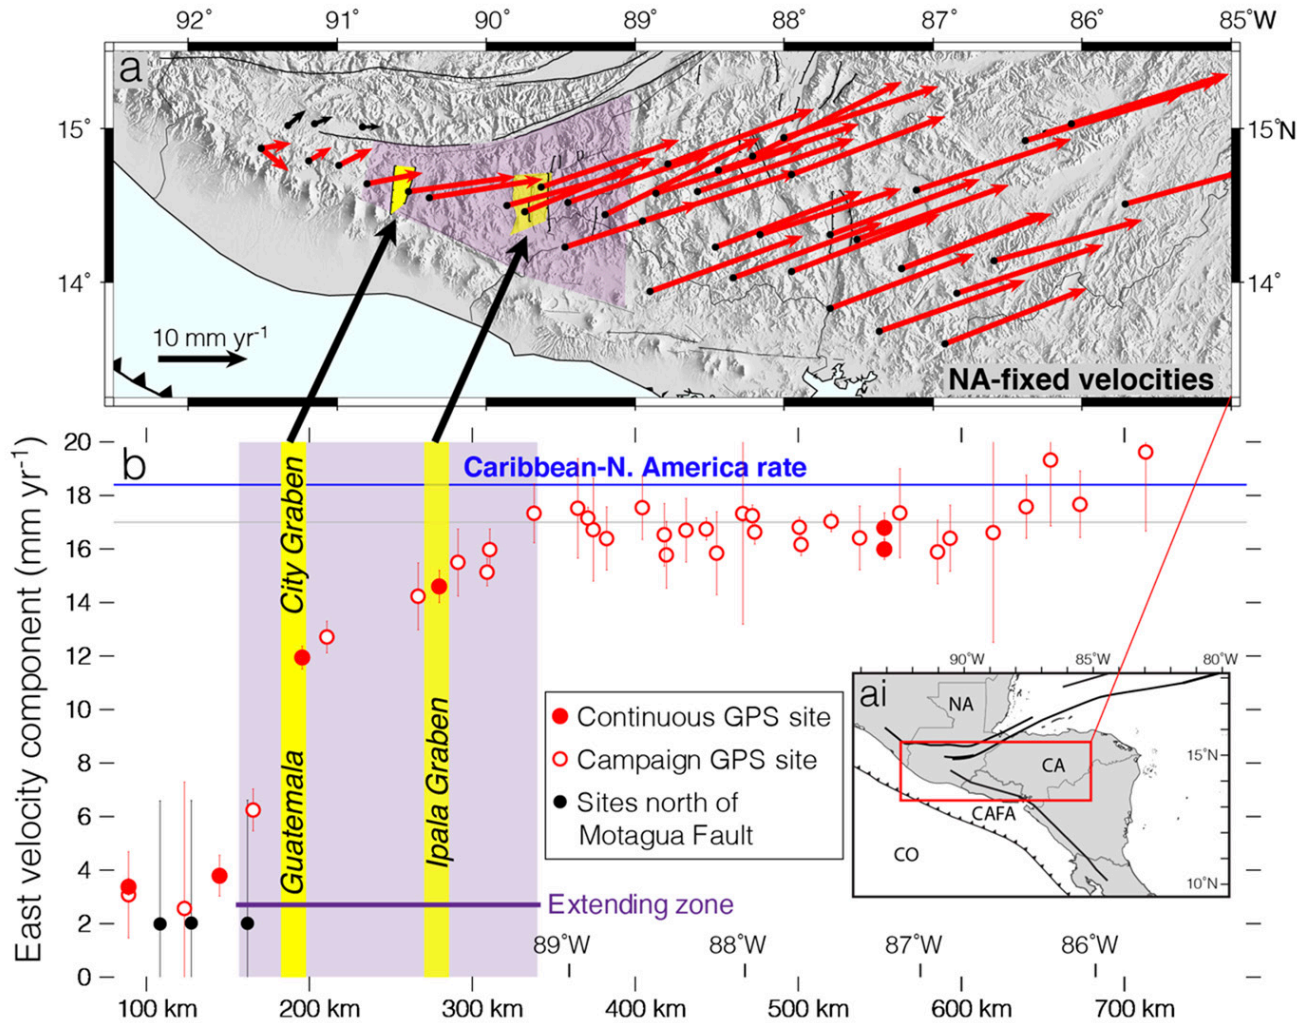 92° 91° 90° 89° 88° 87° 86° 85°W
a
15° 15°N
14° 14°N
10 mm yr-1
NA-fixed velocities
20
18
16
14
12
10
8
6
4
2
0
East velocity component (mm yr-1)
b
Caribbean-N. America rate
Guatemala City Graben
Ipala Graben
Continuous GPS site
Campaign GPS site
Sites north of
Motagua Fault
Extending zone
90°W 85°W 80°W
ai
NA
CA
CAFA
CO
15°N
10°N
89°W 88°W 87°W 86°W
100 km 200 km 300 km 400 km 500 km 600 km 700 km